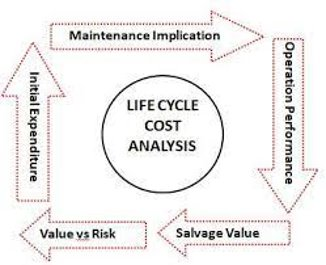 Maintenance Implication
Operation Performance
Initial Expenditure
LIFE CYCLE
COST
ANALYSIS
Value vs Risk
Salvage Value